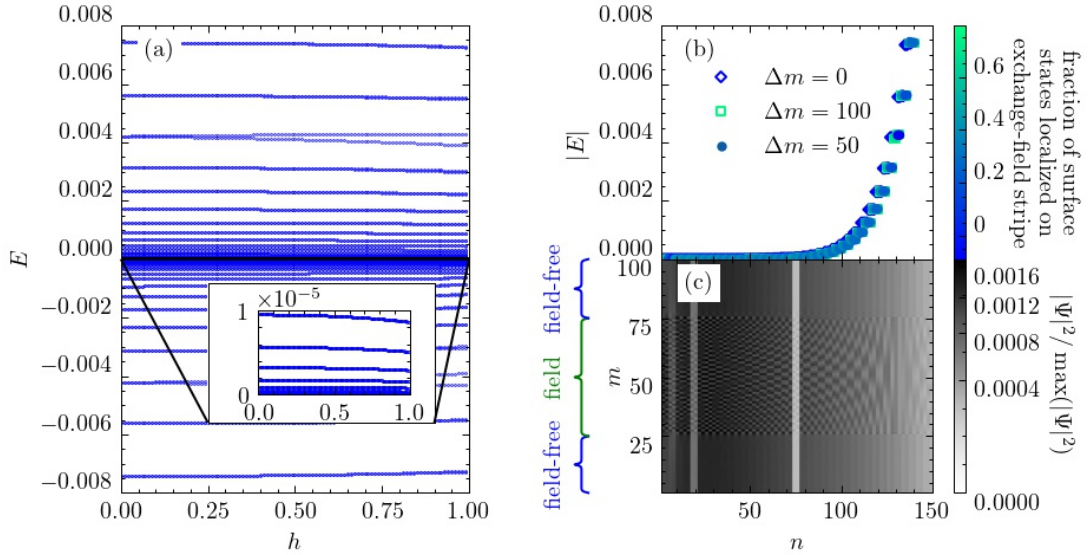 (a)
0.008
0.006
0.004
0.002
0.000
−0.002
−0.004
−0.006
−0.008
E
0.00
0.25
0.50
0.75
1.00
h
×10⁻⁵
1
0
0.0
0.5
1.0
(b)
0.008
0.006
0.004
0.002
0.000
|E|
Δm = 0
Δm = 100
Δm = 50
0.6
0.4
0.2
0
fraction of surface
states localized on
exchange-field stripe
(c)
100
75
50
25
m
field-free
field
field-free
50
100
150
n
0.0016
0.0012
0.0004
0.0000
|Ψ|²/ max(|Ψ|²)